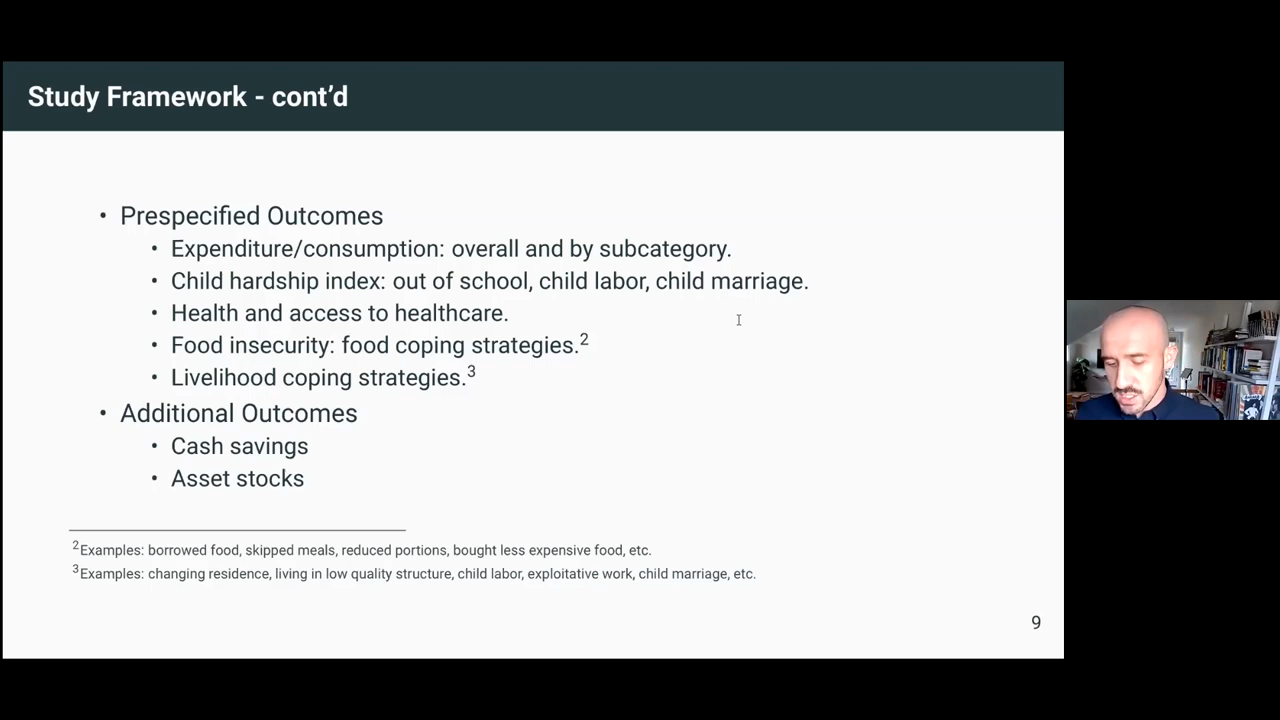 Study Framework - cont’d
• Prespecified Outcomes
• Expenditure/consumption: overall and by subcategory.
• Child hardship index: out of school, child labor, child marriage.
• Health and access to healthcare.
• Food insecurity: food coping strategies.2
• Livelihood coping strategies.3
• Additional Outcomes
• Cash savings
• Asset stocks
2Examples: borrowed food, skipped meals, reduced portions, bought less expensive food, etc.
3Examples: changing residence, living in low quality structure, child labor, exploitative work, child marriage, etc.
9